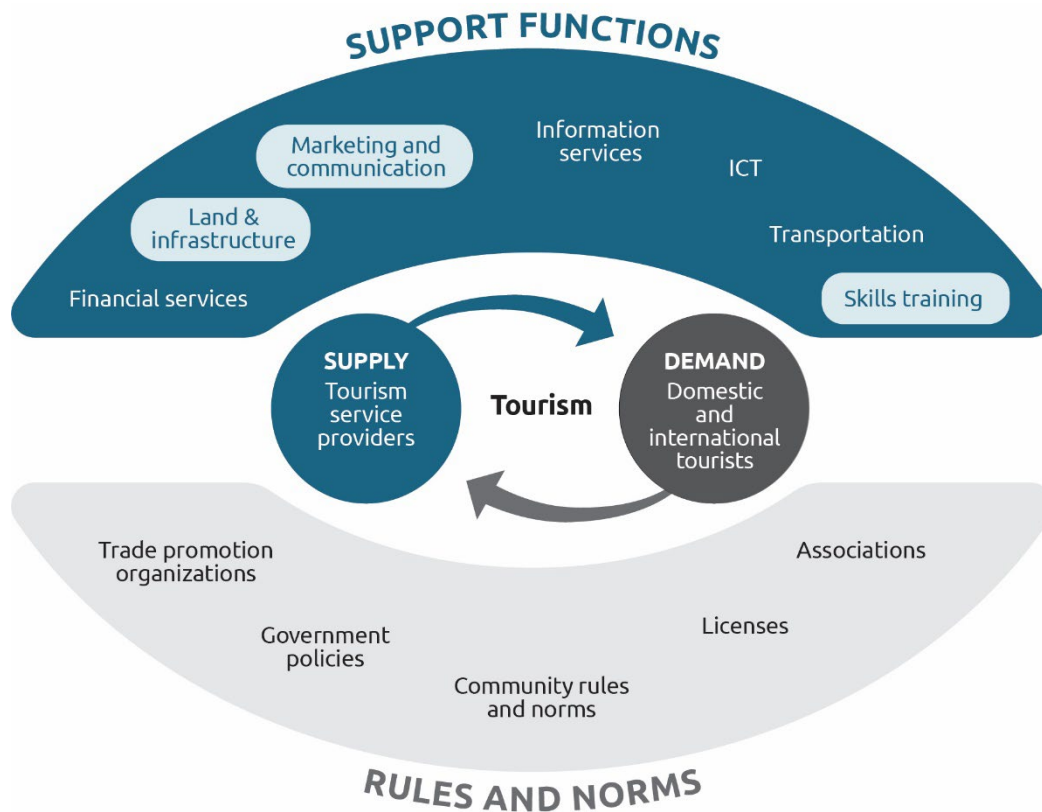 SUPPORT FUNCTIONS
Information
services
Marketing and
communication
ICT
Land &
infrastructure
Transportation
Financial services
Skills training
SUPPLY
Tourism
service
providers
Tourism
DEMAND
Domestic
and
international
tourists
Trade promotion
organizations
Associations
Government
policies
Licenses
Community rules
and norms
RULES AND NORMS